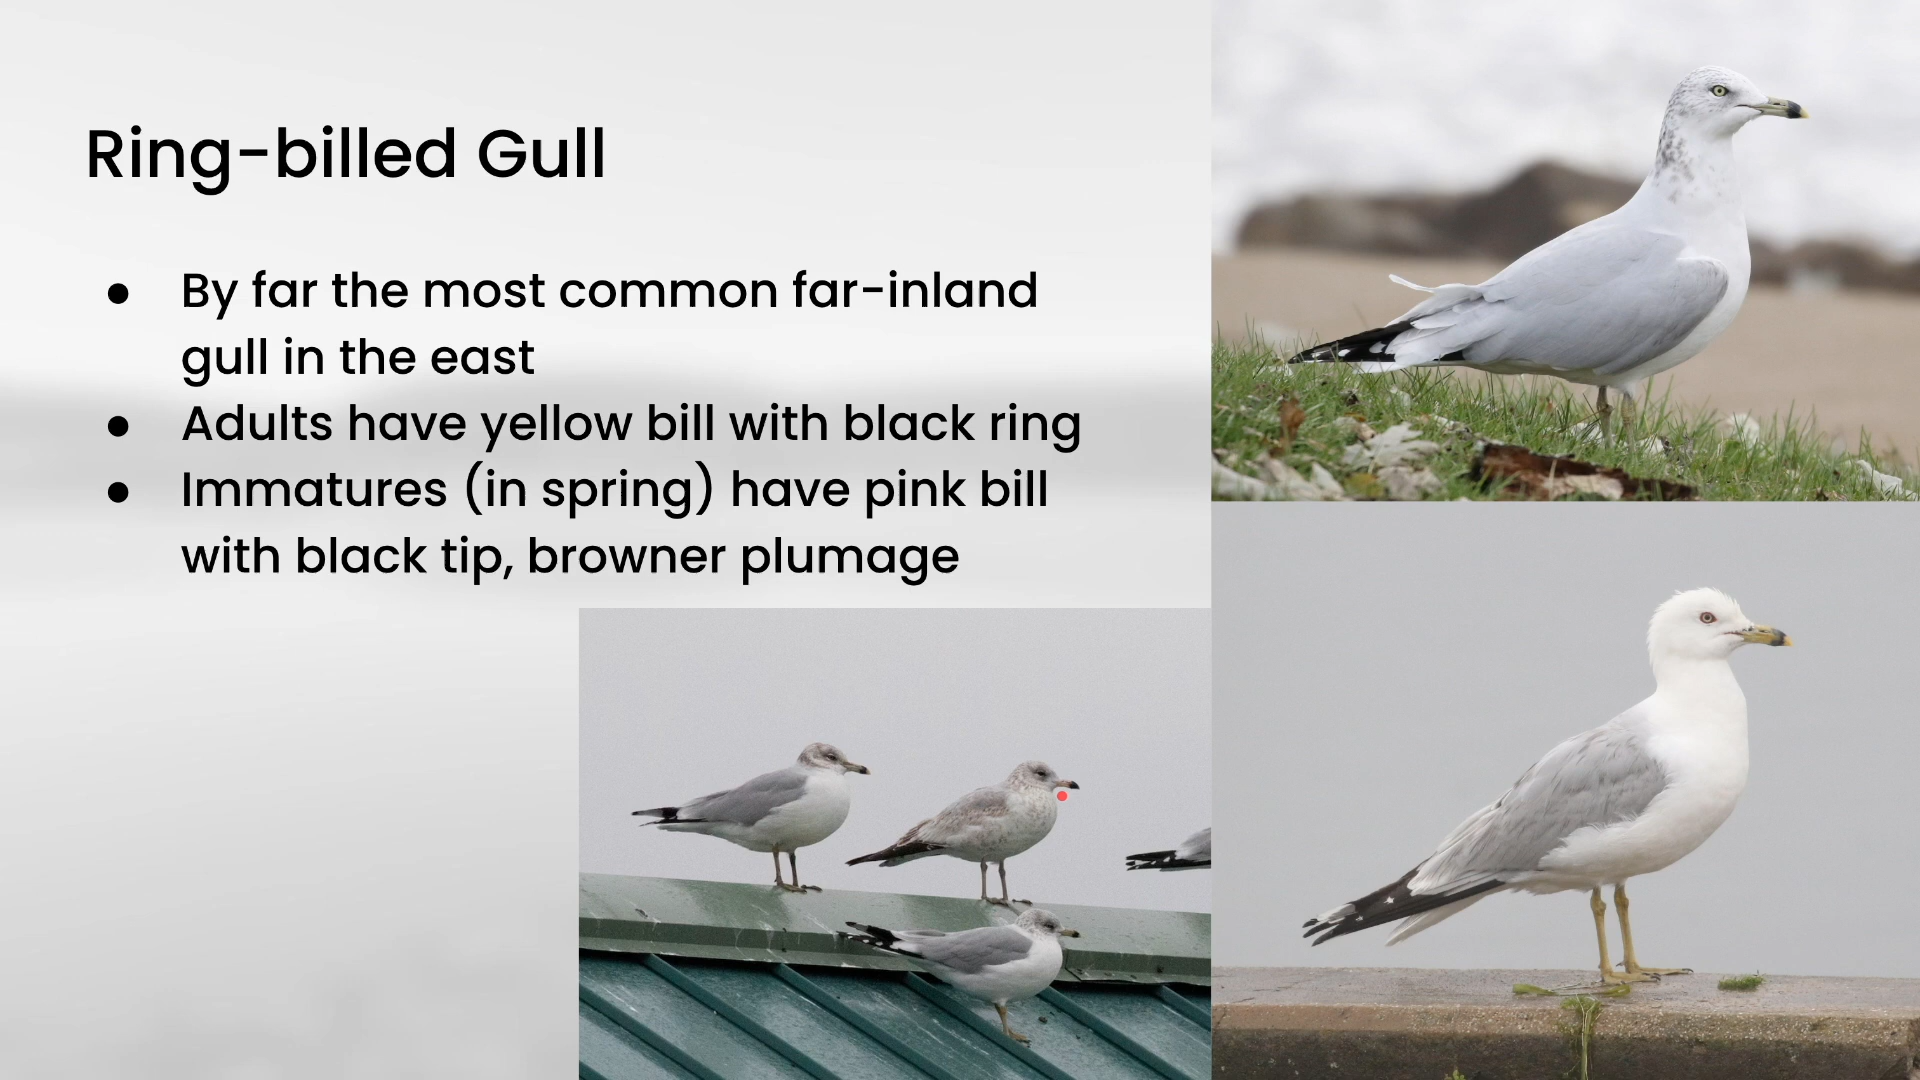 Ring-billed Gull
● By far the most common far-inland
gull in the east
● Adults have yellow bill with black ring
● Immatures (in spring) have pink bill
with black tip, browner plumage